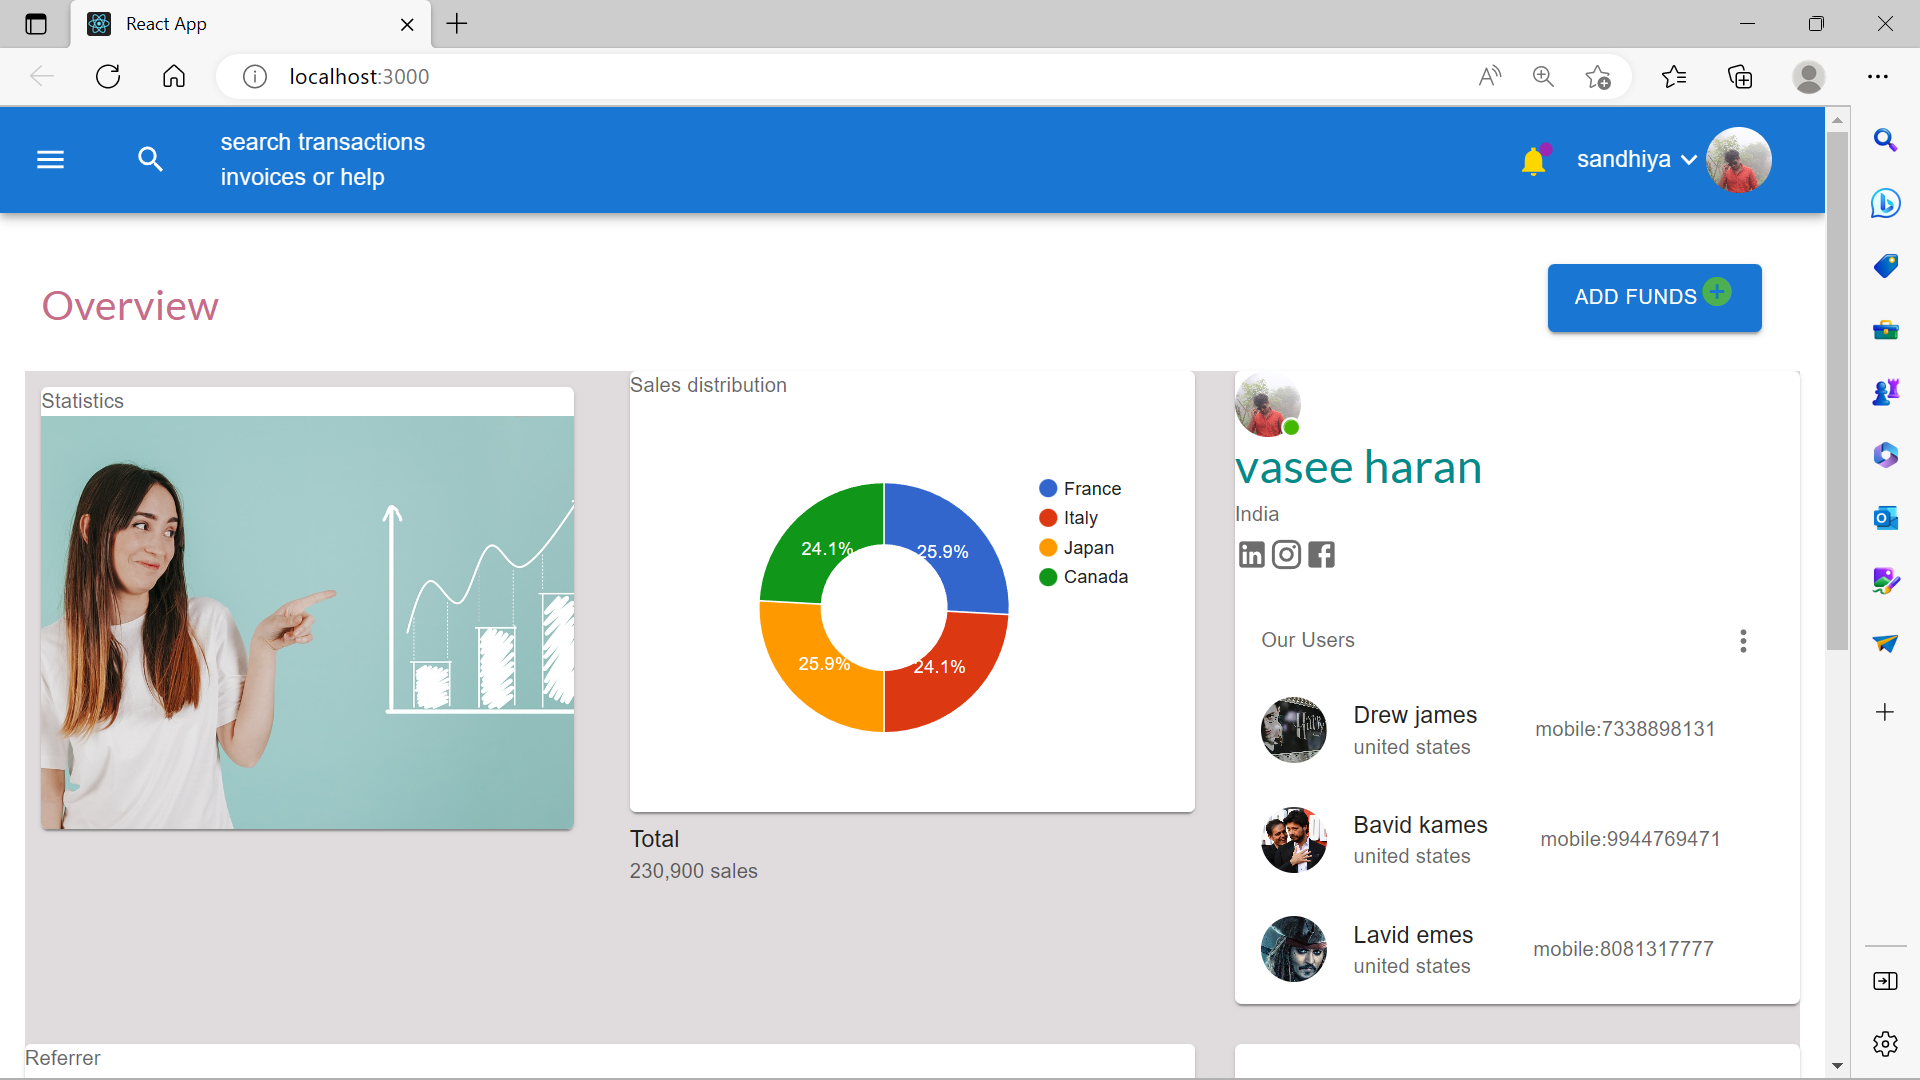 React App
localhost:3000
search transactions
invoices or help
sandhiya
Overview
ADD FUNDS
Statistics
Sales distribution
24.1%
25.9%
25.9%
24.1%
France
Italy
Japan
Canada
Total
230,900 sales
vasee haran
India
Our Users
Drew james
united states
mobile:7338898131
Bavid kames
united states
mobile:9944769471
Lavid emes
united states
mobile:8081317777
Referrer